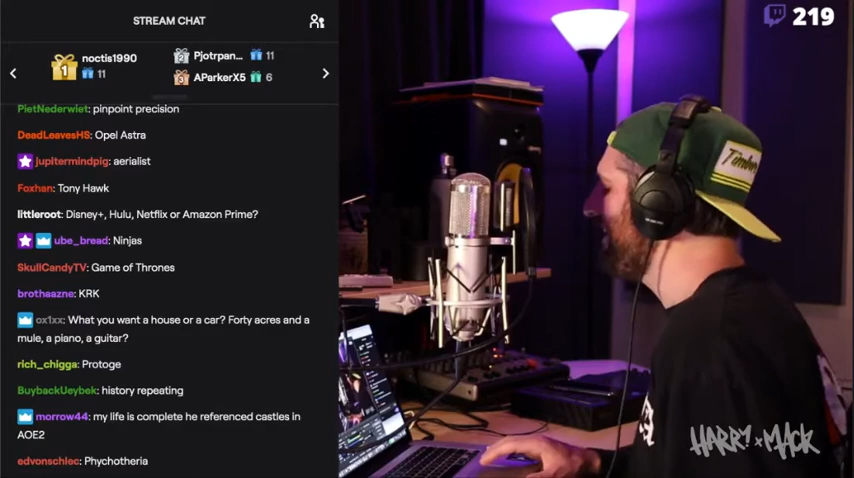 STREAM CHAT
219
noctis1990
11
Pjotrpan... 11
AParkerX5 6
1
2
3
PietNederwiet: pinpoint precision
DeadLeavesHS: Opel Astra
jupitermindpig: aerialist
Foxhan: Tony Hawk
littleroot: Disney+, Hulu, Netflix or Amazon Prime?
ube_bread: Ninjas
SkullCandyTV: Game of Thrones
brothaazne: KRK
ox1xx: What you want a house or a car? Forty acres and a
mule, a piano, a guitar?
rich_chigga: Protoge
BuybackUeybek: history repeating
morrow44: my life is complete he referenced castles in
AOE2
edvonschlec: Phychotheria
HARRY MACK